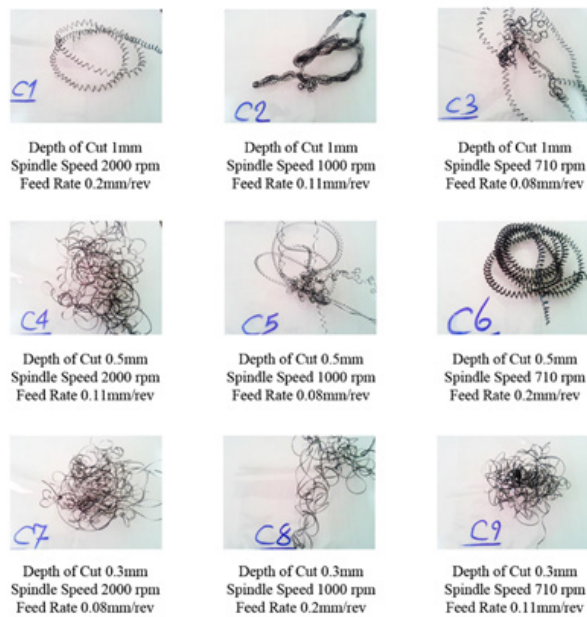 C1
C2
C3
Depth of Cut 1mm
Spindle Speed 2000 rpm
Feed Rate 0.2mm/rev
Depth of Cut 1mm
Spindle Speed 1000 rpm
Feed Rate 0.11mm/rev
Depth of Cut 1mm
Spindle Speed 710 rpm
Feed Rate 0.08mm/rev
C4
C5
C6
Depth of Cut 0.5mm
Spindle Speed 2000 rpm
Feed Rate 0.11mm/rev
Depth of Cut 0.5mm
Spindle Speed 1000 rpm
Feed Rate 0.08mm/rev
Depth of Cut 0.5mm
Spindle Speed 710 rpm
Feed Rate 0.2mm/rev
C7
C8
C9
Depth of Cut 0.3mm
Spindle Speed 2000 rpm
Feed Rate 0.08mm/rev
Depth of Cut 0.3mm
Spindle Speed 1000 rpm
Feed Rate 0.2mm/rev
Depth of Cut 0.3mm
Spindle Speed 710 rpm
Feed Rate 0.11mm/rev